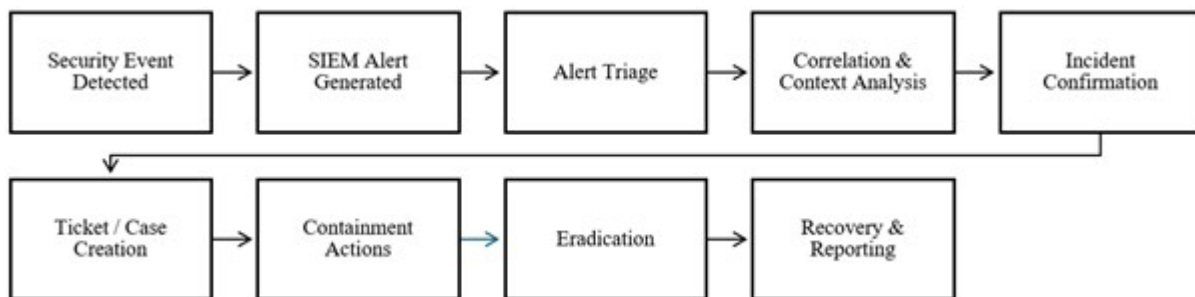 Security Event
Detected
SIEM Alert
Generated
Alert Triage
Correlation &
Context Analysis
Incident
Confirmation
Ticket / Case
Creation
Containment
Actions
Eradication
Recovery &
Reporting